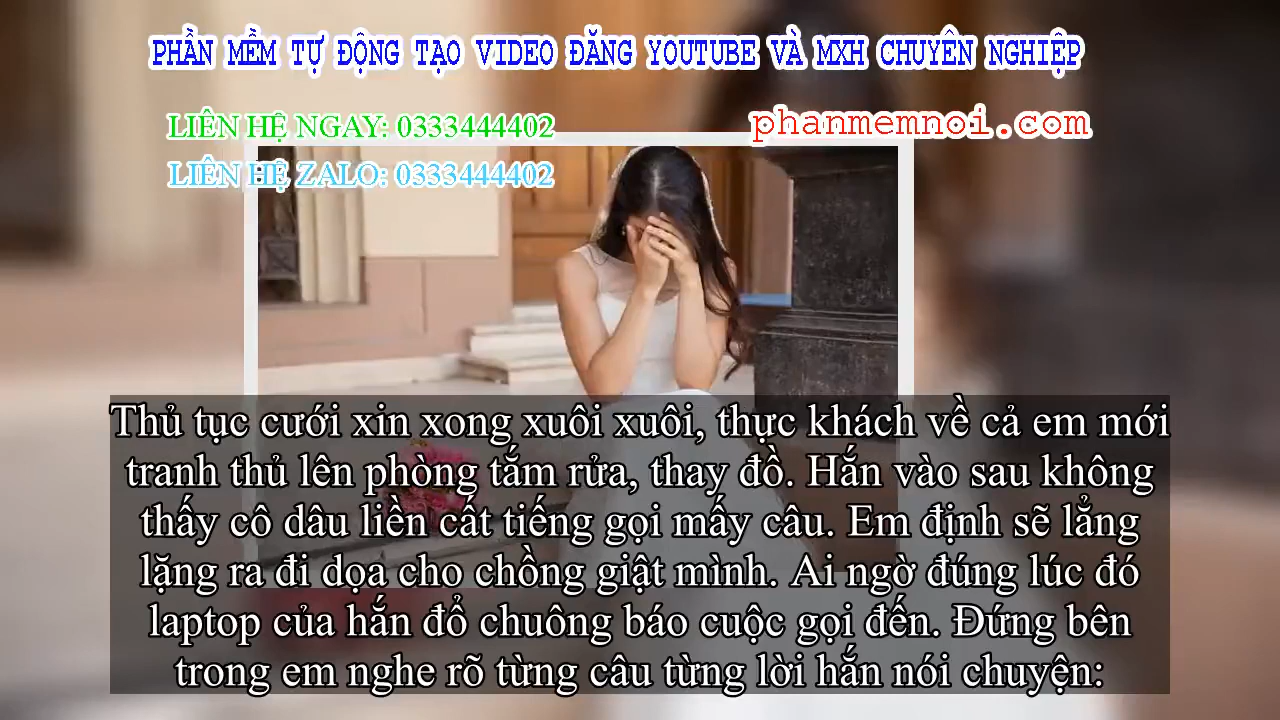 PHẦN MỀM TỰ ĐỘNG TẠO VIDEO ĐĂNG YOUTUBE VÀ MXH CHUYÊN NGHIỆP
LIÊN HỆ NGAY: 0333444402
phanmemnoi.com
LIÊN HỆ ZALO: 0333444402
Thủ tục cưới xin xong xuôi xuôi, thực khách về cả em mới
tranh thủ lên phòng tắm rửa, thay đồ. Hắn vào sau không
thấy cô dâu liền cất tiếng gọi mấy câu. Em định sẽ lẳng
lặng ra đi dọa cho chồng giật mình. Ai ngờ đúng lúc đó
laptop của hắn đổ chuông báo cuộc gọi đến. Đứng bên
trong em nghe rõ từng câu từng lời hắn nói chuyện: